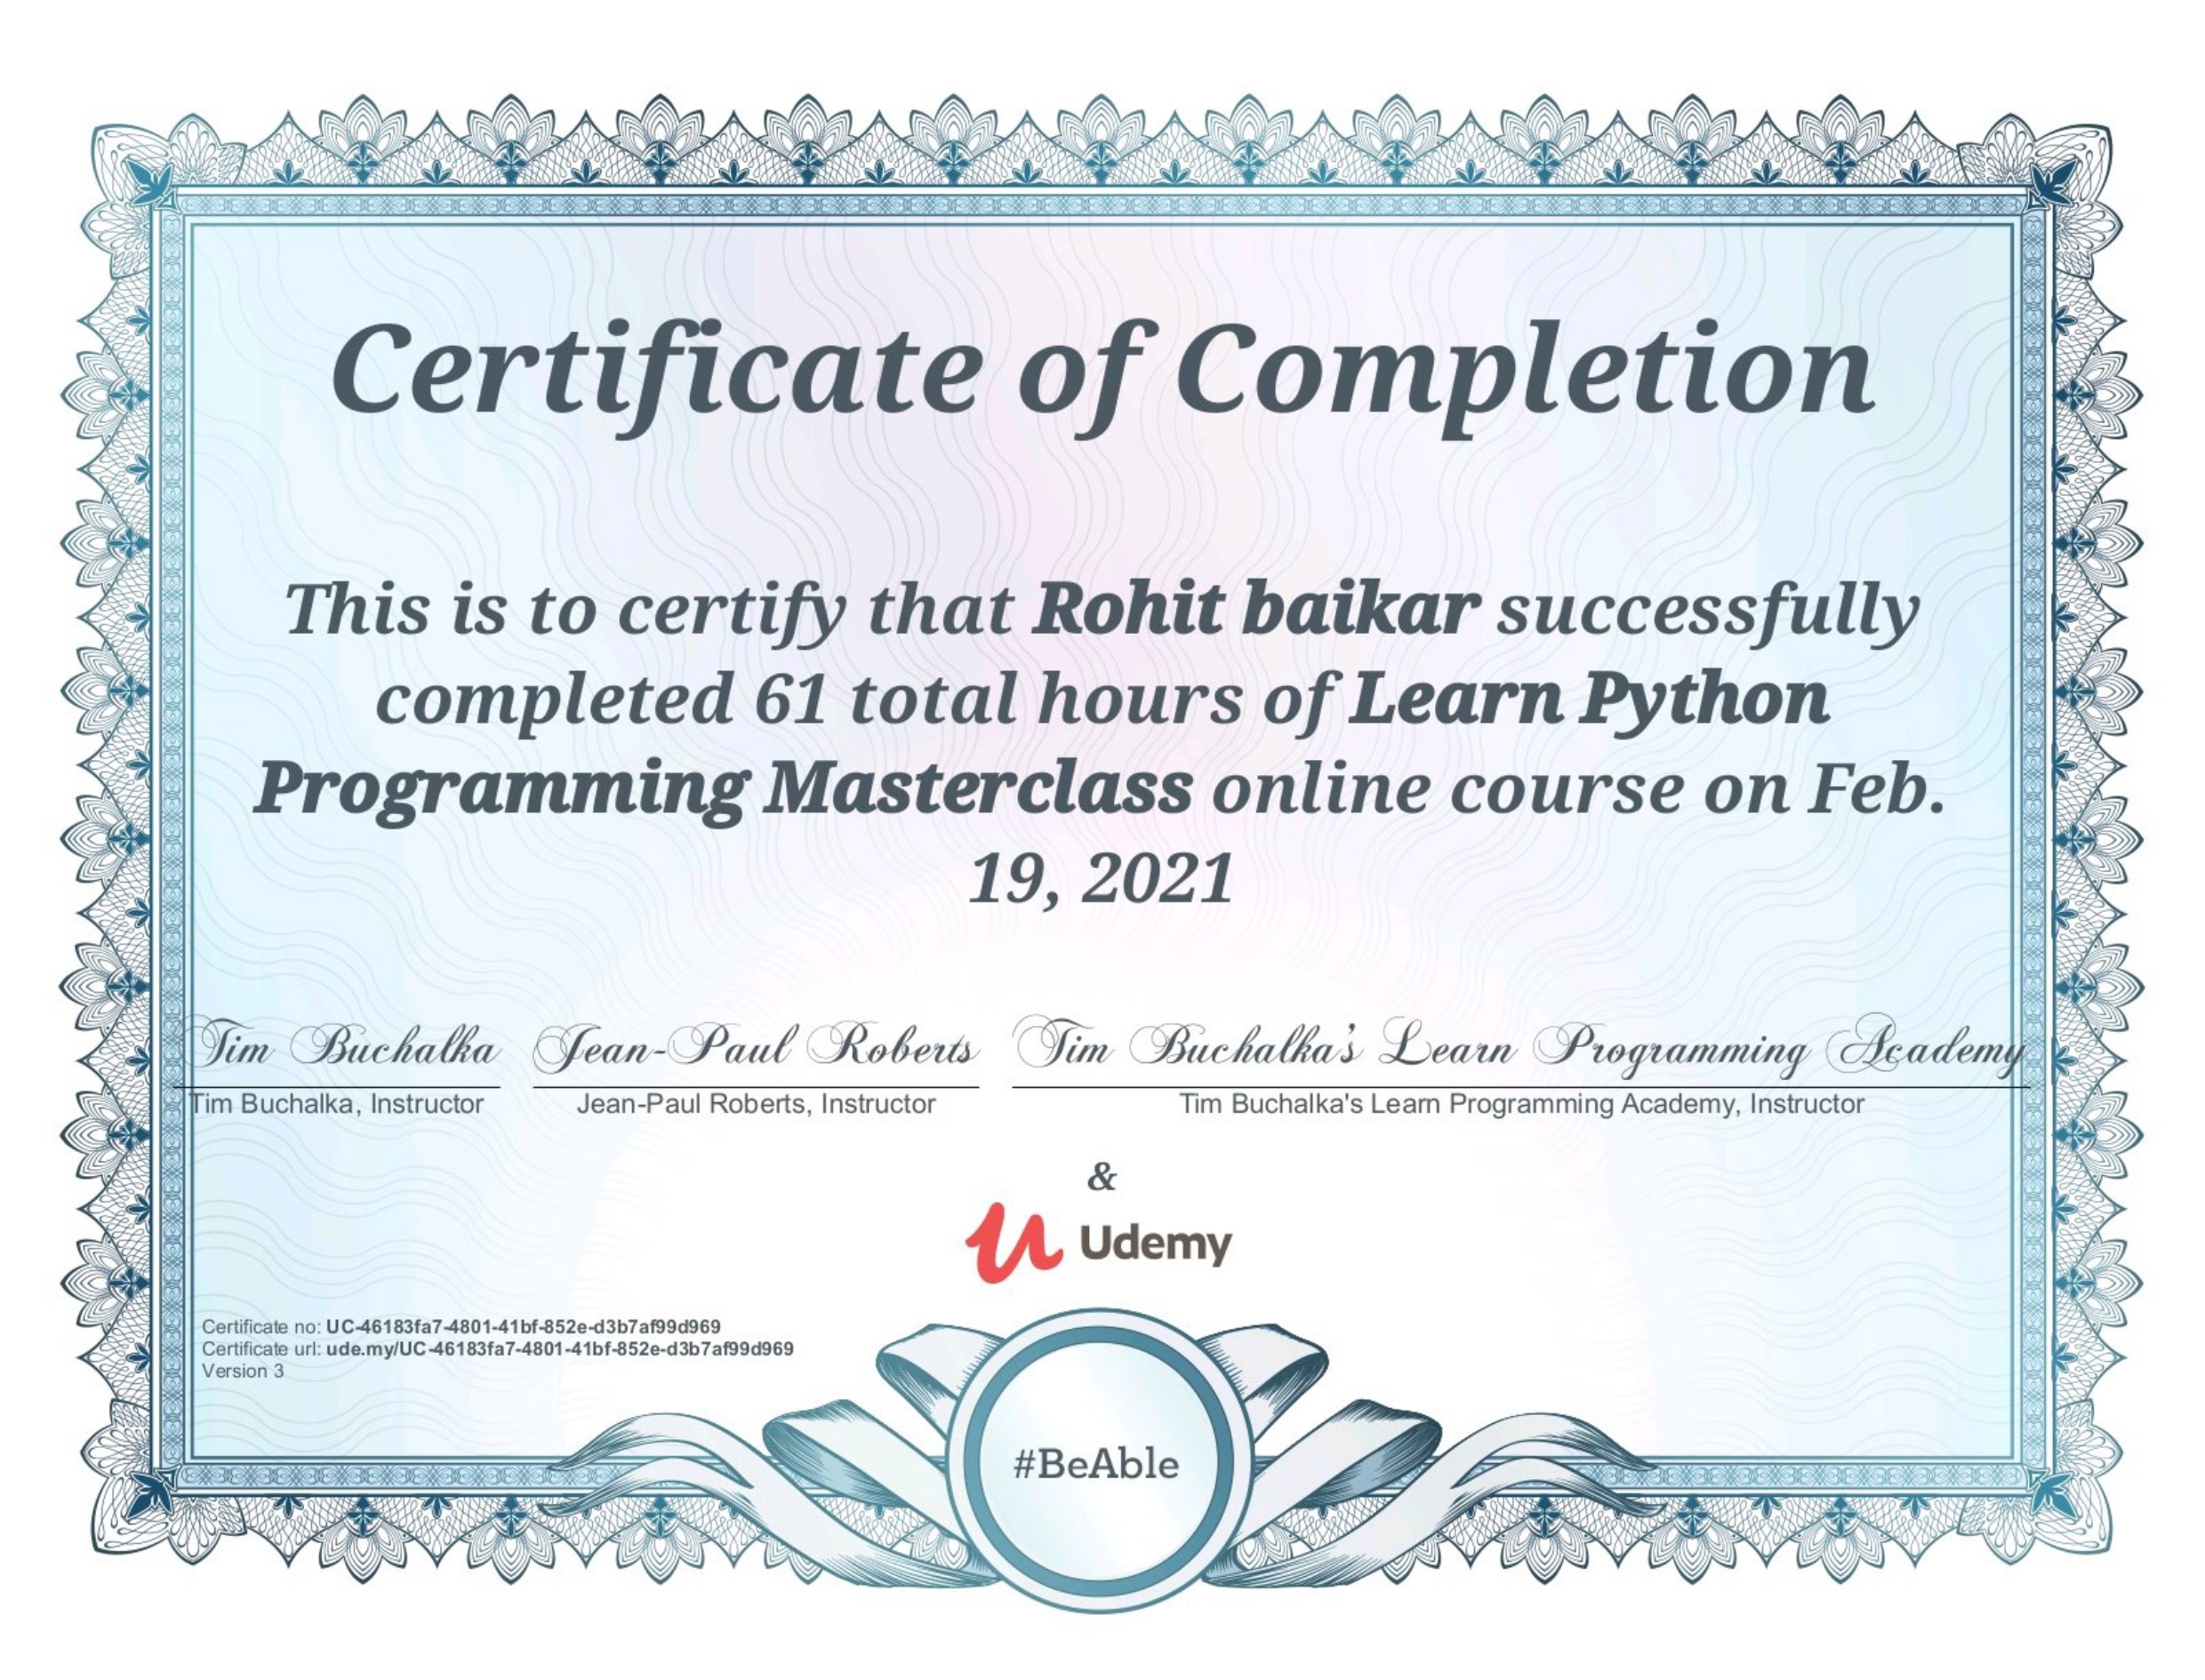 Certificate of Completion
This is to certify that Rohit baikar successfully
completed 61 total hours of Learn Python
Programming Masterclass online course on Feb.
19, 2021
Tim Buchalka Jean-Paul Roberts Tim Buchalka's Learn Programming Academy
Tim Buchalka, Instructor Jean-Paul Roberts, Instructor Tim Buchalka's Learn Programming Academy, Instructor
&
Udemy
Certificate no: UC-46183fa7-4801-41bf-852e-d3b7af99d969
Certificate url: ude.my/UC-46183fa7-4801-41bf-852e-d3b7af99d969
Version 3
#BeAble